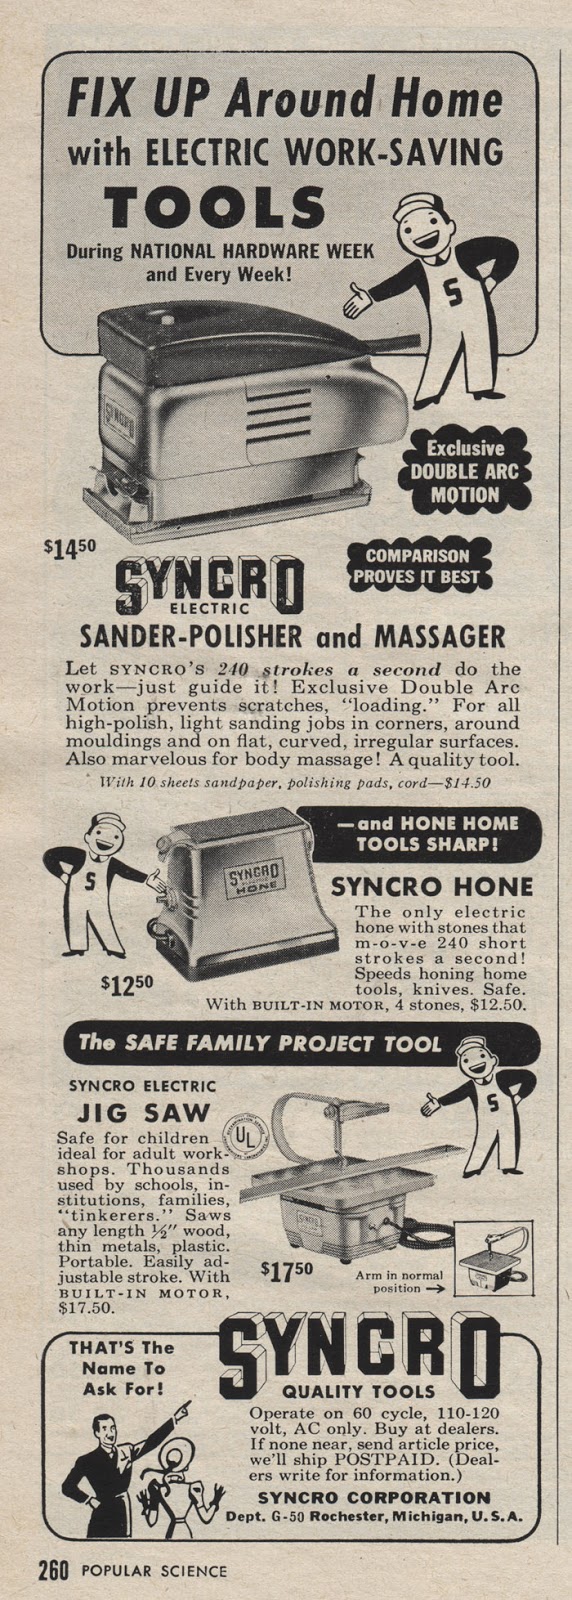 FIX UP Around Home
with ELECTRIC WORK-SAVING
TOOLS
During NATIONAL HARDWARE WEEK
and Every Week!
S
SYNCRO
Exclusive
DOUBLE ARC
MOTION
$14.50
COMPARISON
PROVES IT BEST
SYNCRO
ELECTRIC
SANDER-POLISHER and MASSAGER
Let SYNCRO'S 240 strokes a second do the
work—just guide it! Exclusive Double Arc
Motion prevents scratches, "loading." For all
high-polish, light sanding jobs in corners, around
mouldings and on flat, curved, irregular surfaces.
Also marvelous for body massage! A quality tool.
With 10 sheets sandpaper, polishing pads, cord—$14.50
—and HONE HOME
TOOLS SHARP!
S
SYNCRO
ELECTRIC
HONE
SYNCRO HONE
The only electric
hone with stones that
m-o-v-e 240 short
strokes a second!
Speeds honing home
tools, knives. Safe.
$12.50
With BUILT-IN MOTOR, 4 stones, $12.50.
The SAFE FAMILY PROJECT TOOL
S
SYNCRO ELECTRIC
JIG SAW
UL
Safe for children
ideal for adult work-
shops. Thousands
used by schools, in-
stitutions, families,
"tinkerers." Saws
any length ½" wood,
thin metals, plastic.
Portable. Easily ad-
justable stroke. With
BUILT-IN MOTOR,
$17.50.
SYNCRO
$17.50
Arm in normal
position →
THAT'S The
Name To
Ask For!
SYNCRO
QUALITY TOOLS
Operate on 60 cycle, 110-120
volt, AC only. Buy at dealers.
If none near, send article price,
we'll ship POSTPAID. (Deal-
ers write for information.)
SYNCRO CORPORATION
Dept. G-50 Rochester, Michigan, U.S.A.
260 POPULAR SCIENCE